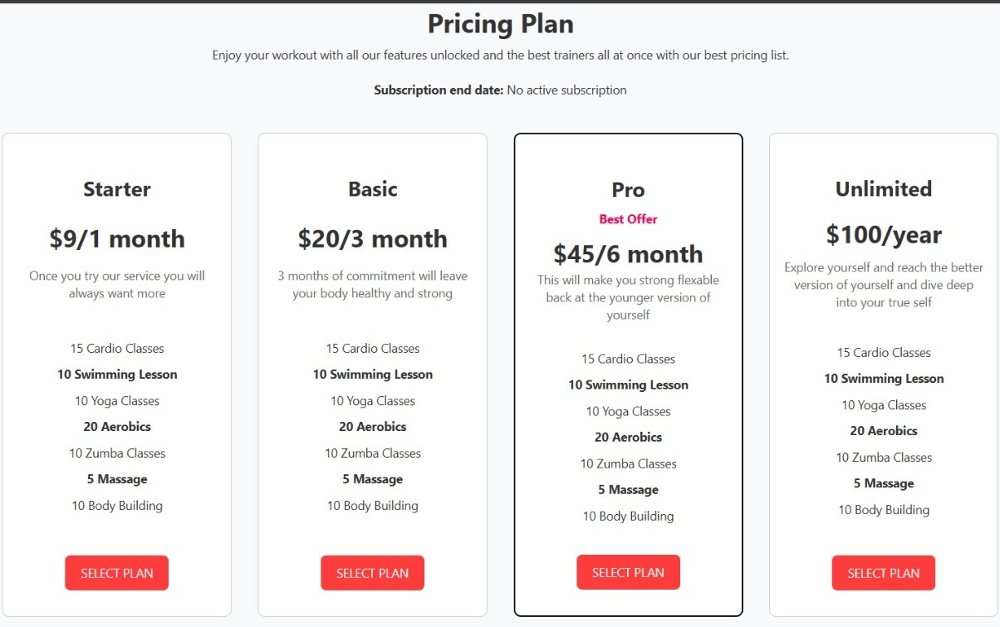 Pricing Plan
Enjoy your workout with all our features unlocked and the best trainers all at once with our best pricing list.
Subscription end date: No active subscription
Starter
$9/1 month
Once you try our service you will
always want more
15 Cardio Classes
10 Swimming Lesson
10 Yoga Classes
20 Aerobics
10 Zumba Classes
5 Massage
10 Body Building
SELECT PLAN
Basic
$20/3 month
3 months of commitment will leave
your body healthy and strong
15 Cardio Classes
10 Swimming Lesson
10 Yoga Classes
20 Aerobics
10 Zumba Classes
5 Massage
10 Body Building
SELECT PLAN
Pro
Best Offer
$45/6 month
This will make you strong flexable
back at the younger version of
yourself
15 Cardio Classes
10 Swimming Lesson
10 Yoga Classes
20 Aerobics
10 Zumba Classes
5 Massage
10 Body Building
SELECT PLAN
Unlimited
$100/year
Explore yourself and reach the better
version of yourself and dive deep
into your true self
15 Cardio Classes
10 Swimming Lesson
10 Yoga Classes
20 Aerobics
10 Zumba Classes
5 Massage
10 Body Building
SELECT PLAN